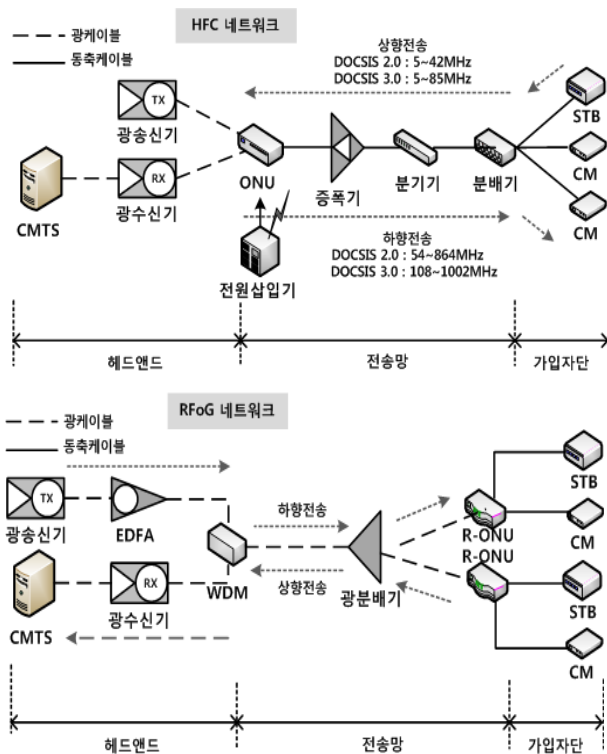 HFC 네트워크
광케이블
동축케이블
상향전송
DOCSIS 2.0 : 5~42MHz
DOCSIS 3.0 : 5~85MHz
TX
광송신기
STB
RX
광수신기
ONU
증폭기
분기기
분배기
CM
CMTS
CM
전원삽입기
하향전송
DOCSIS 2.0 : 54~864MHz
DOCSIS 3.0 : 108~1002MHz
헤드앤드
전송망
가입자단
RFoG 네트워크
광케이블
동축케이블
TX
광송신기
EDFA
하향전송
STB
R-ONU
CM
R-ONU
WDM
상향전송
광분배기
STB
RX
광수신기
CMTS
CM
헤드앤드
전송망
가입자단